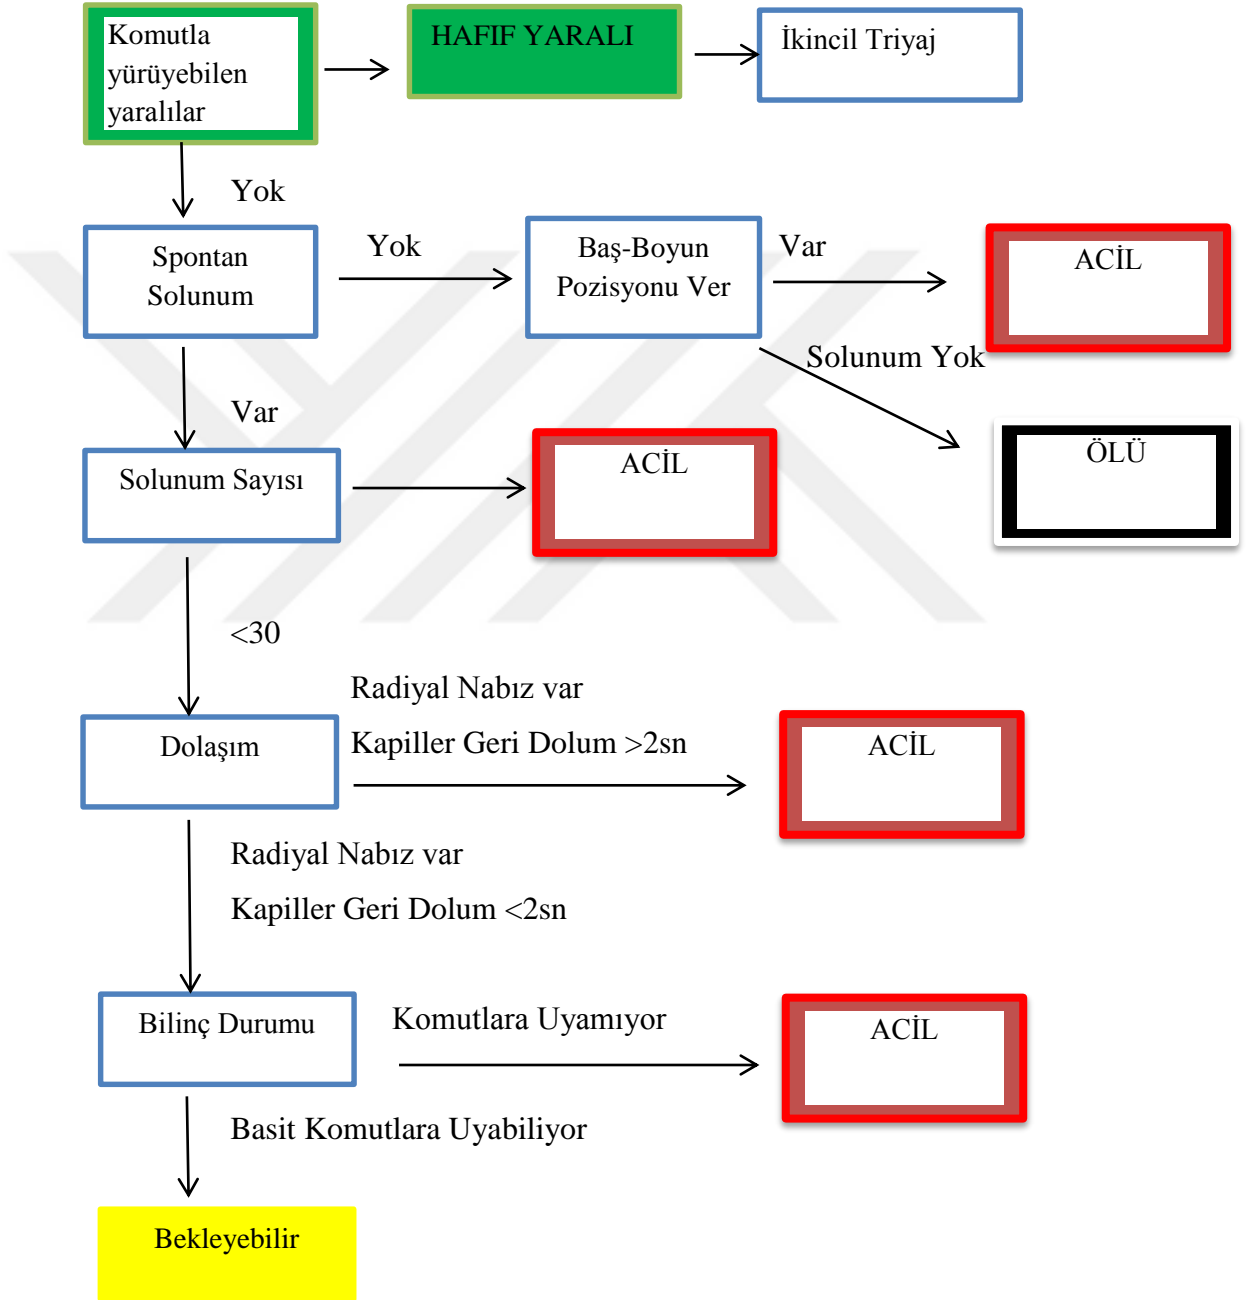 Komutla
yürüyebilen
yaralılar
HAFIF YARALI
İkincil Triyaj
Yok
Spontan
Solunum
Yok
Baş-Boyun
Pozisyonu Ver
Var
ACİL
Solunum Yok
ÖLÜ
Var
Solunum Sayısı
ACİL
<30
Radiyal Nabız var
Kapiller Geri Dolum >2sn
Dolaşım
ACİL
Radiyal Nabız var
Kapiller Geri Dolum <2sn
Bilinç Durumu
Komutlara Uyamıyor
ACİL
Basit Komutlara Uyabiliyor
Bekleyebilir